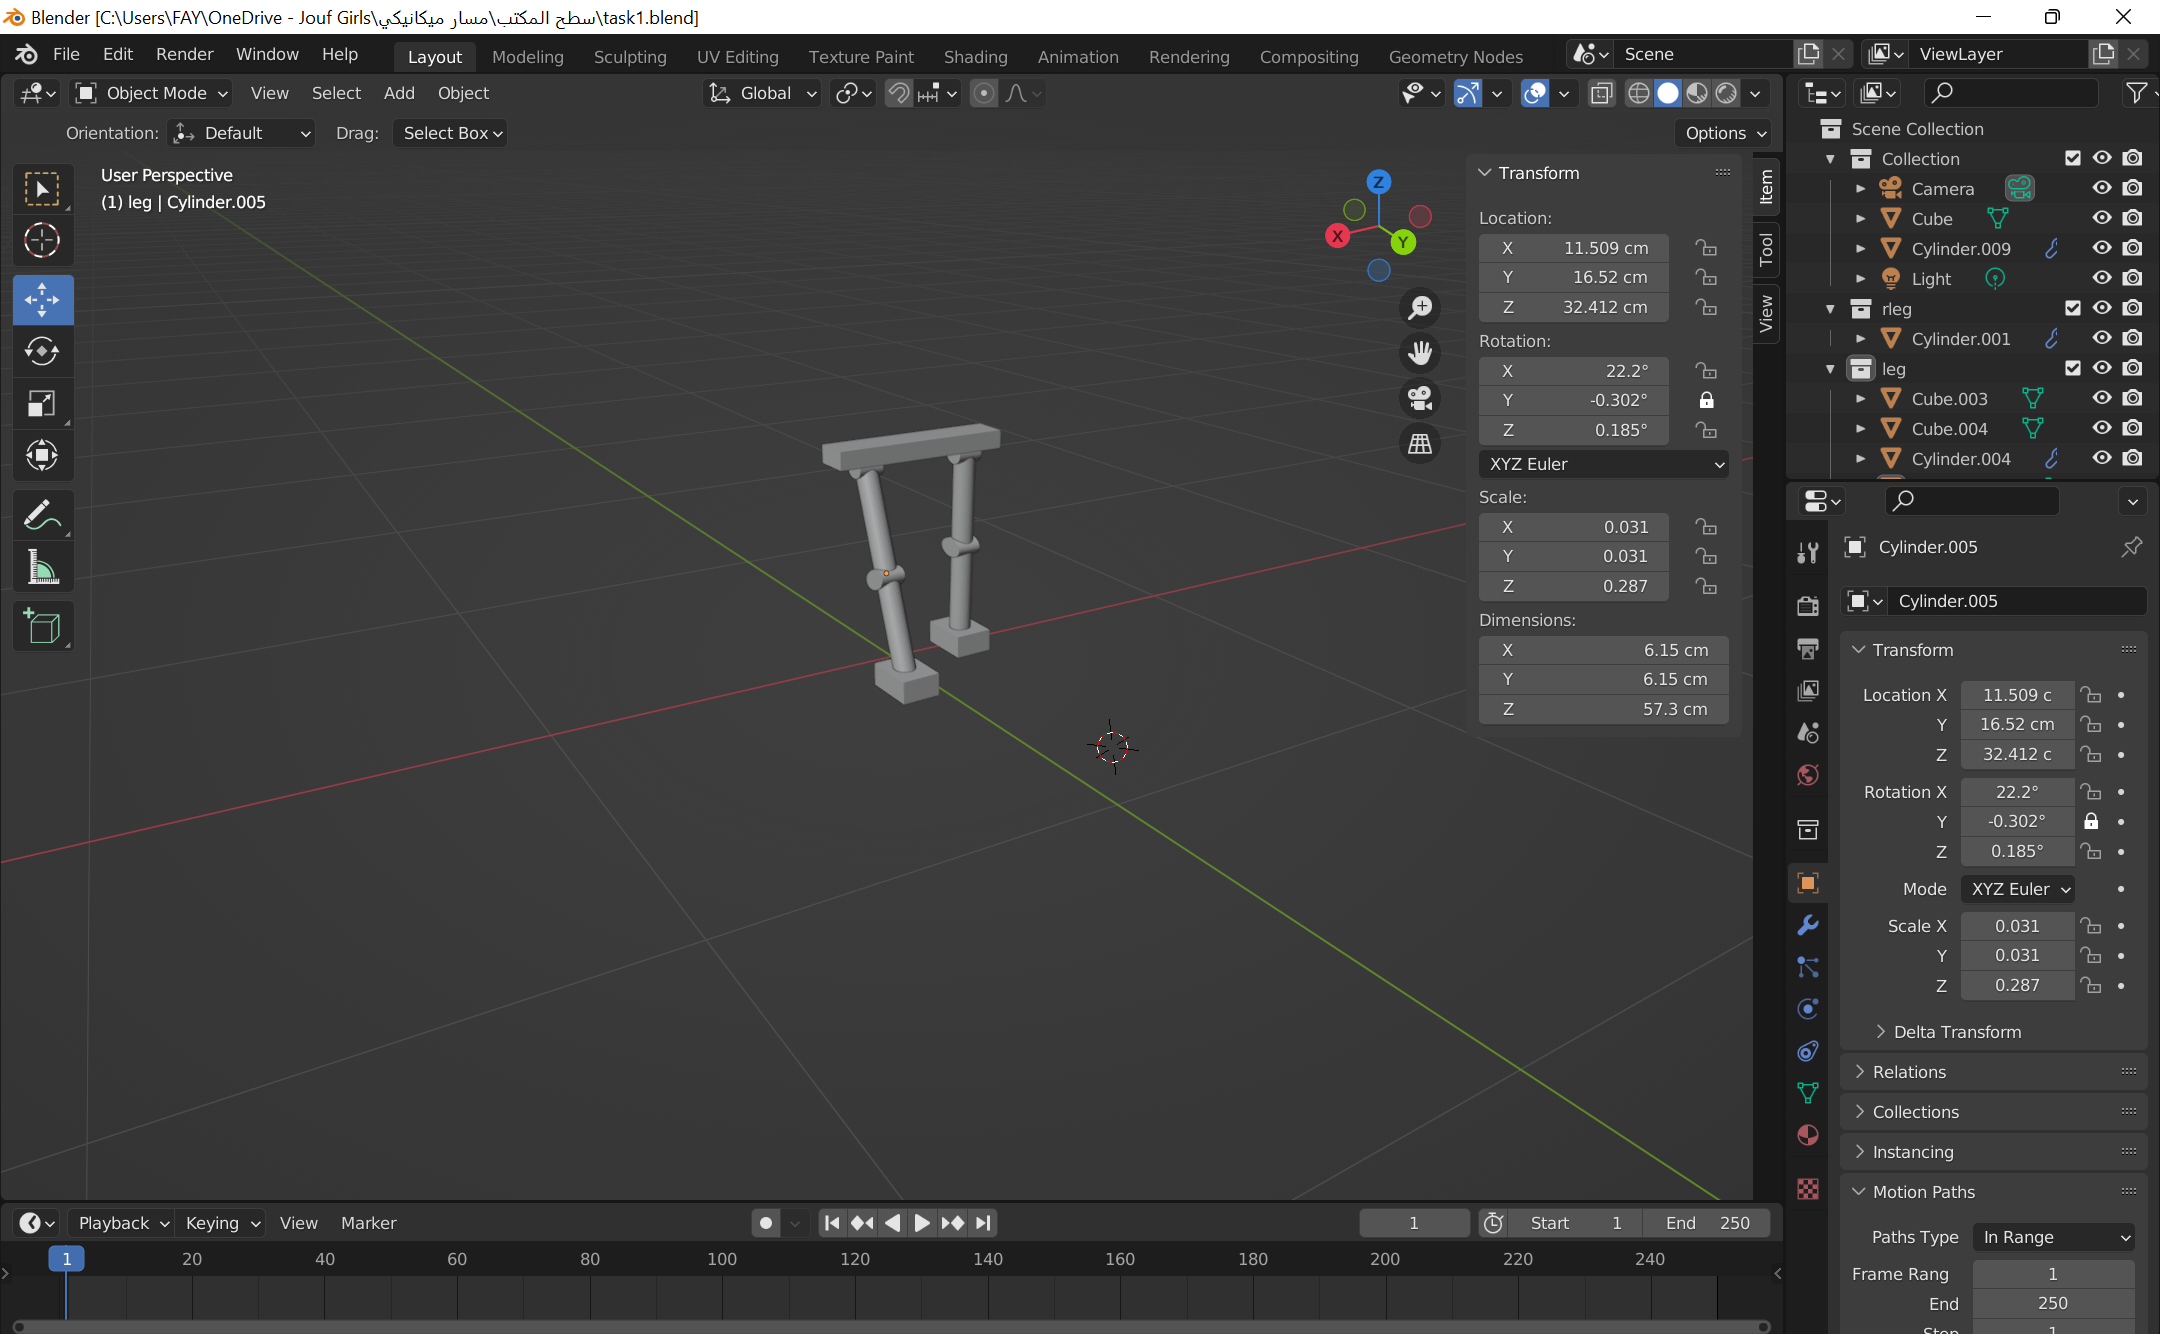 Blender [C:\Users\FAY\OneDrive - Jouf Girls\سطح المكتب\مسار ميكانيكي\task1.blend]
File Edit Render Window Help Layout Modeling Sculpting UV Editing Texture Paint Shading Animation Rendering Compositing Geometry Nodes Scene ViewLayer
Object Mode View Select Add Object Global
Orientation: Default Drag: Select Box Options
User Perspective
(1) leg | Cylinder.005
Z
X
Y
Transform
Location:
X 11.509 cm
Y 16.52 cm
Z 32.412 cm
Rotation:
X 22.2°
Y -0.302°
Z 0.185°
XYZ Euler
Scale:
X 0.031
Y 0.031
Z 0.287
Dimensions:
X 6.15 cm
Y 6.15 cm
Z 57.3 cm
Item
Tool
View
Scene Collection
Collection
Camera
Cube
Cylinder.009
Light
rleg
Cylinder.001
leg
Cube.003
Cube.004
Cylinder.004
Cylinder.005
Cylinder.005
Transform
Location X 11.509 c
Y 16.52 cm
Z 32.412 c
Rotation X 22.2°
Y -0.302°
Z 0.185°
Mode XYZ Euler
Scale X 0.031
Y 0.031
Z 0.287
Delta Transform
Relations
Collections
Instancing
Motion Paths
Paths Type In Range
Frame Rang 1
End 250
Step 1
Playback Keying View Marker 1 Start 1 End 250
1 20 40 60 80 100 120 140 160 180 200 220 240